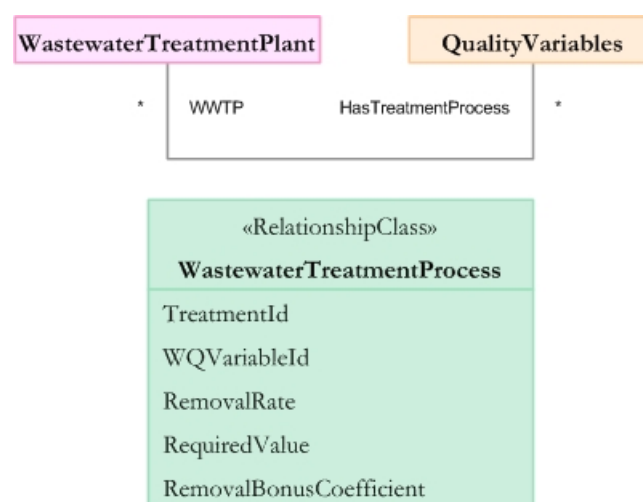 WastewaterTreatmentPlant QualityVariables
* WWTP HasTreatmentProcess *
«RelationshipClass»
WastewaterTreatmentProcess
TreatmentId
WQVariableId
RemovalRate
RequiredValue
RemovalBonusCoefficient